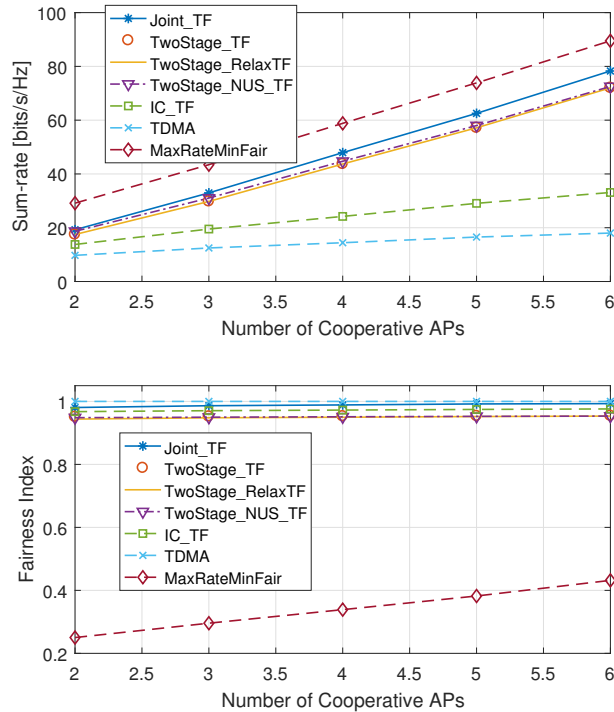 100
80
60
40
20
0
Sum-rate [bits/s/Hz]
Joint_TF
TwoStage_TF
TwoStage_RelaxTF
TwoStage_NUS_TF
IC_TF
TDMA
MaxRateMinFair
2 2.5 3 3.5 4 4.5 5 5.5 6
Number of Cooperative APs
1
0.8
0.6
0.4
0.2
Fairness Index
Joint_TF
TwoStage_TF
TwoStage_RelaxTF
TwoStage_NUS_TF
IC_TF
TDMA
MaxRateMinFair
2 2.5 3 3.5 4 4.5 5 5.5 6
Number of Cooperative APs